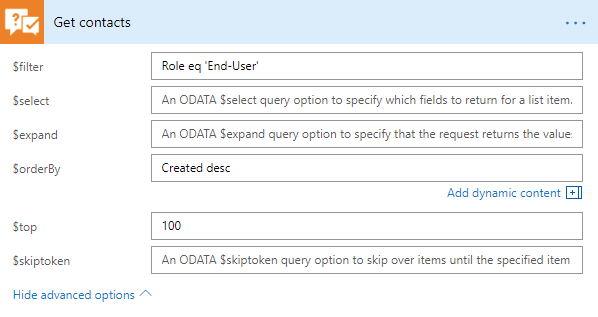 Get contacts
$filter
Role eq 'End-User'
$select
An ODATA $select query option to specify which fields to return for a list item.
$expand
An ODATA $expand query option to specify that the request returns the value
$orderBy
Created desc
Add dynamic content
$top
100
$skiptoken
An ODATA $skiptoken query option to skip over items until the specified item
Hide advanced options